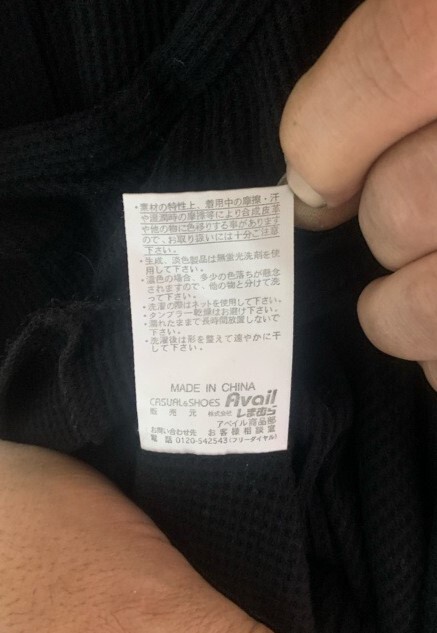 ・素材の特性上、着用中の摩擦・汗
や湿潤時の摩擦等により合成皮革
や他の物に色移りする事があります
ので、お取り扱いには十分ご注意
下さい。
・生成、淡色製品は無蛍光洗剤を使
用して下さい。
・濃色の場合、多少の色落ちが懸念
されますので、他の物と分けて洗
って下さい。
・洗濯の際はネットを使用して下さい。
・タンブラー乾燥はお避け下さい。
・濡れたままで長時間放置しないで
下さい。
・洗濯後は形を整えて速やかに干
して下さい。
MADE IN CHINA
CASUAL&SHOES Avail
販売元 株式会社しまむら
アベイル商品部
お問い合わせ先 お客様相談室
電話 0120-542543(フリーダイヤル)